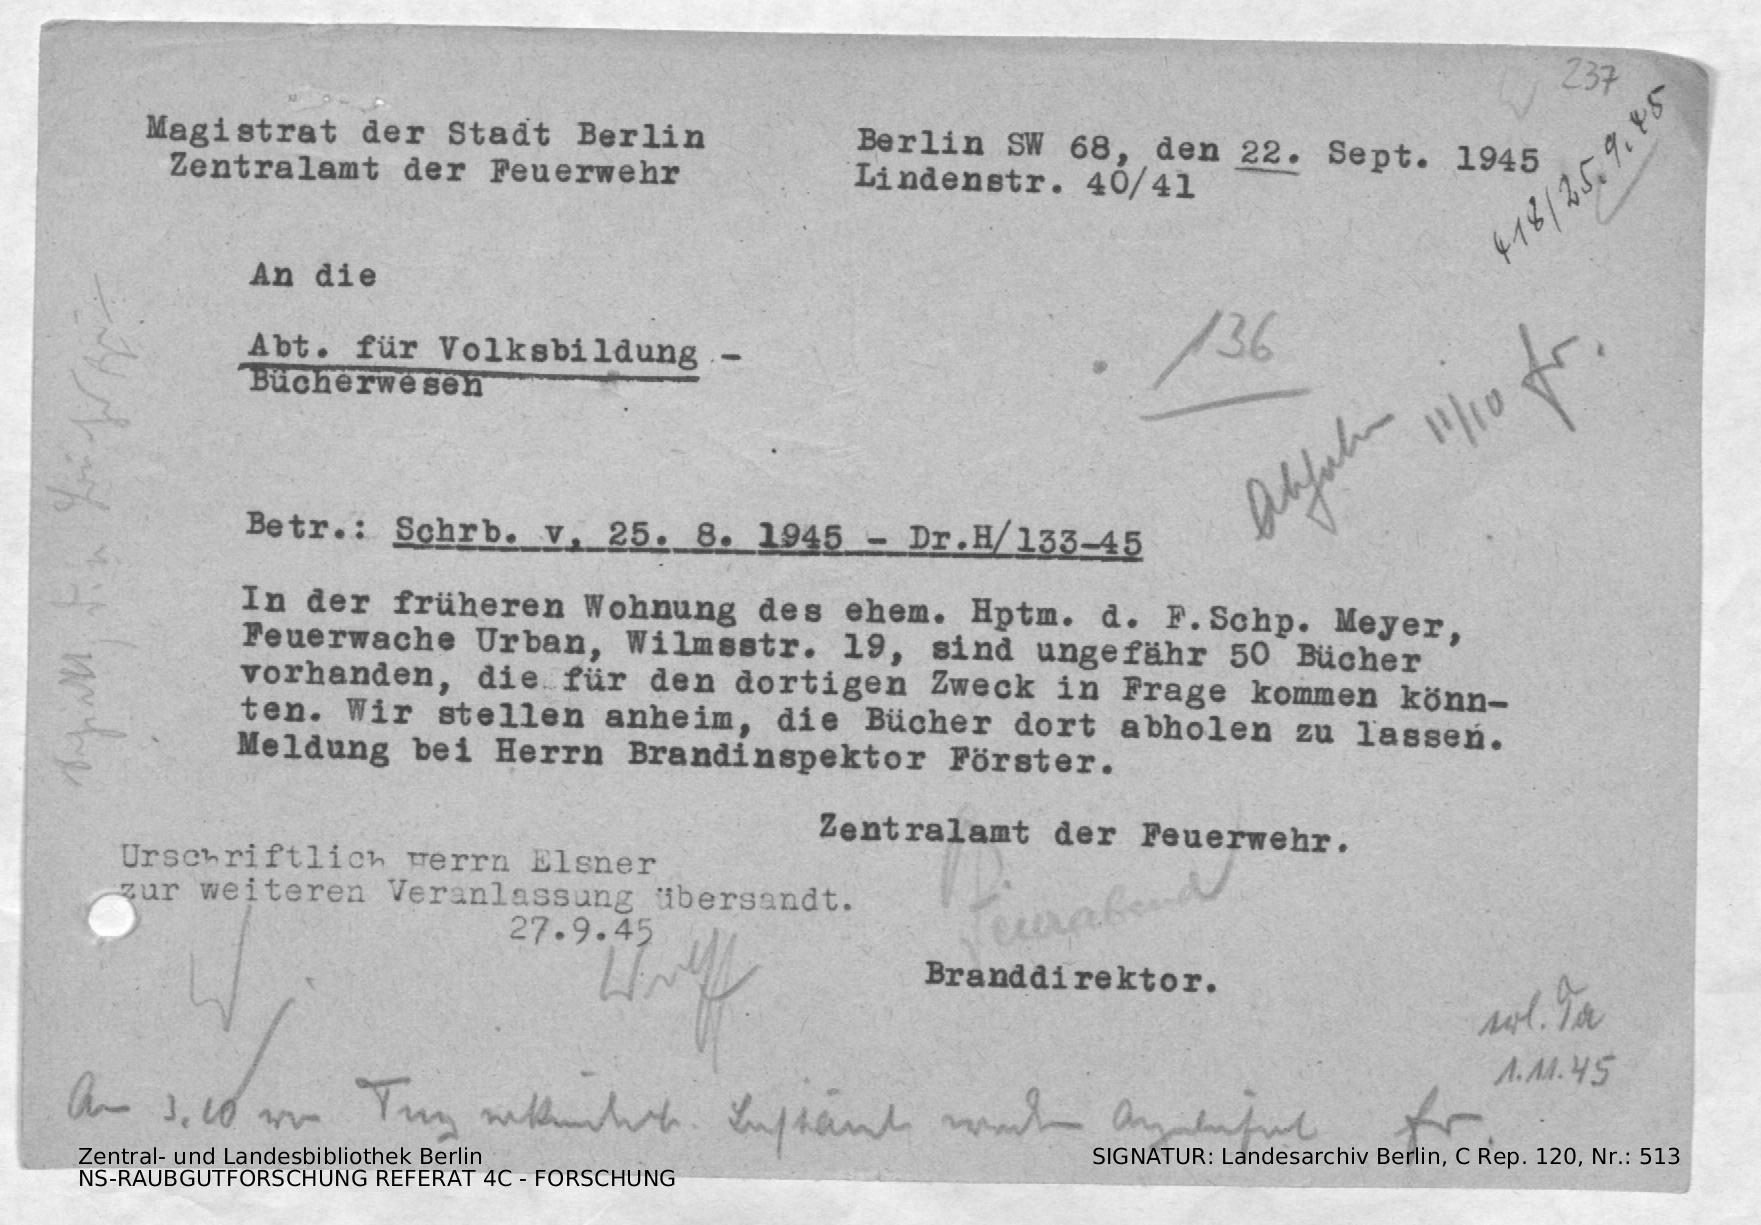 237
418/25.9.45
Magistrat der Stadt Berlin
Zentralamt der Feuerwehr
Berlin SW 68, den 22. Sept. 1945
Lindenstr. 40/41
An die
Abt. für Volksbildung -
Bücherwesen
136
11/10 fr.
Betr.: Schrb. v. 25. 8. 1945 - Dr.H/133-45
In der früheren Wohnung des ehem. Hptm. d. F.Schp. Meyer,
Feuerwache Urban, Wilmsstr. 19, sind ungefähr 50 Bücher
vorhanden, die für den dortigen Zweck in Frage kommen könn-
ten. Wir stellen anheim, die Bücher dort abholen zu lassen.
Meldung bei Herrn Brandinspektor Förster.
Zentralamt der Feuerwehr.
Urschriftlich Herrn Elsner
zur weiteren Veranlassung übersandt.
27.9.45
Branddirektor.
1.11.45
3.10
fr.
Zentral- und Landesbibliothek Berlin
NS-RAUBGUTFORSCHUNG REFERAT 4C - FORSCHUNG
SIGNATUR: Landesarchiv Berlin, C Rep. 120, Nr.: 513